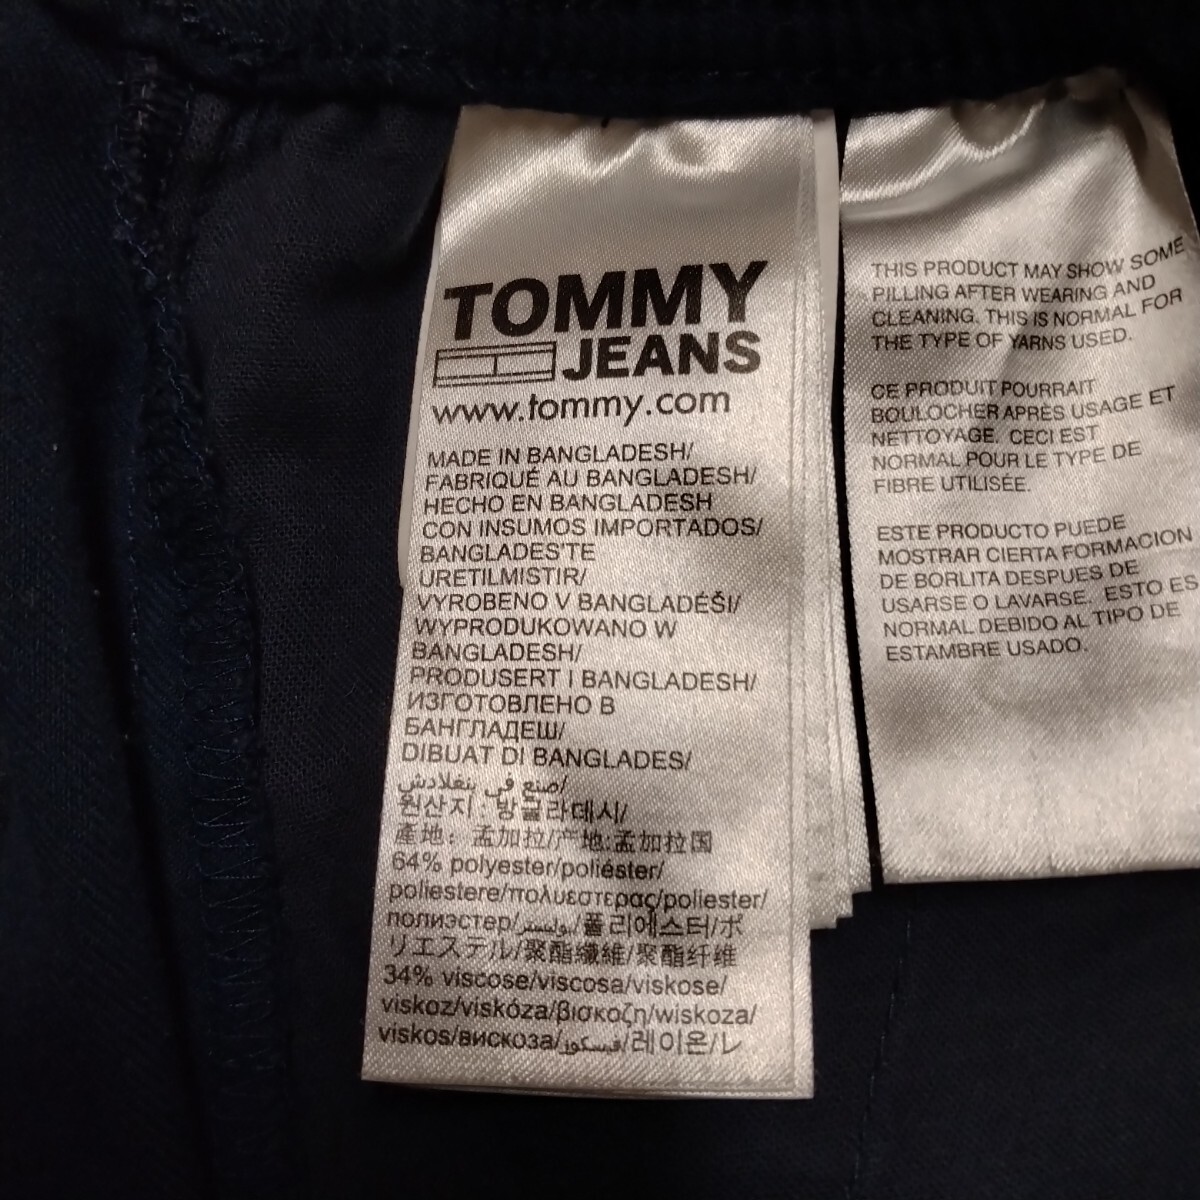 TOMMY
JEANS
www.tommy.com
MADE IN BANGLADESH/
FABRIQUÉ AU BANGLADESH/
HECHO EN BANGLADESH
CON INSUMOS IMPORTADOS/
BANGLADES'TE
URETILMISTIR/
VYROBENO V BANGLADÉŠI/
WYPRODUKOWANO W
BANGLADESH/
PRODUSERT I BANGLADESH/
ИЗГОТОВЛЕНО В
БАНГЛАДЕШ/
DIBUAT DI BANGLADES/
صنع في بنغلادش/
원산지 : 방글라데시/
產地: 孟加拉/产地:孟加拉国
64% polyester/poliéster/
poliestere/πολυεστερας/poliester/
полиэстер/بوليستر/폴리에스터/ポ
リエステル/聚酯纖維/聚酯纤维
34% viscose/viscosa/viskose/
viskoz/viskóza/βισκοζη/wiskoza/
viskos/вискоза/فيسكوز/레이온/レ
THIS PRODUCT MAY SHOW SOME
PILLING AFTER WEARING AND
CLEANING. THIS IS NORMAL FOR
THE TYPE OF YARNS USED.
CE PRODUIT POURRAIT
BOULOCHER APRÈS USAGE ET
NETTOYAGE. CECI EST
NORMAL POUR LE TYPE DE
FIBRE UTILISÉE.
ESTE PRODUCTO PUEDE
MOSTRAR CIERTA FORMACION
DE BORLITA DESPUES DE
USARSE O LAVARSE. ESTO ES
NORMAL DEBIDO AL TIPO DE
ESTAMBRE USADO.